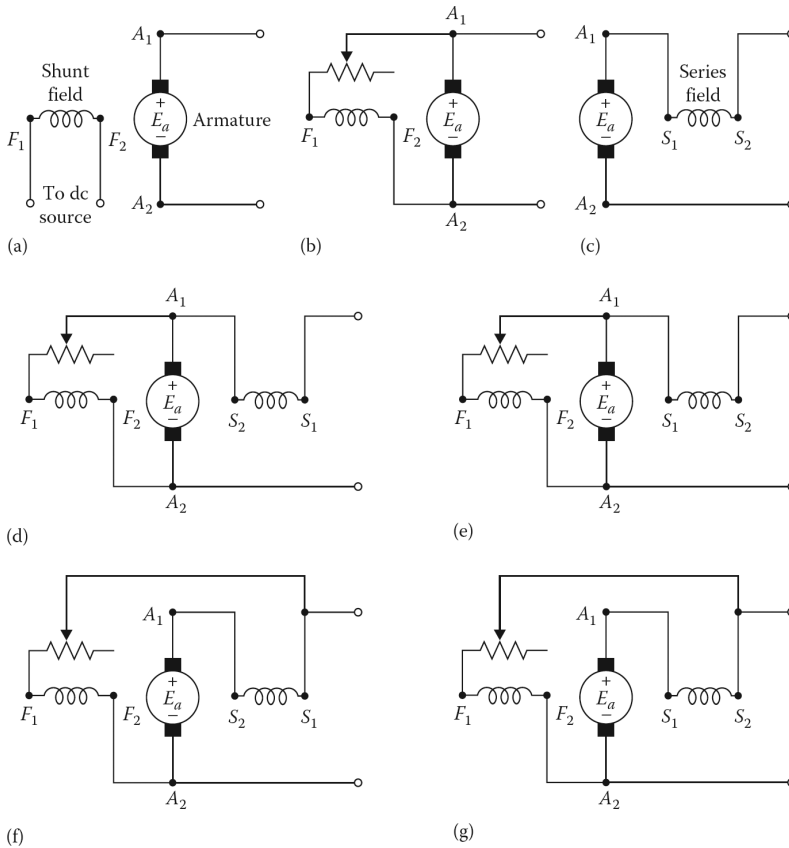 A1
Shunt
field
+
Ea
−
Armature
F1
F2
To dc
source
A2
(a)
A1
+
Ea
−
F1
F2
A2
(b)
A1
Series
field
+
Ea
−
S1
S2
A2
(c)
A1
+
Ea
−
F1
F2
S2
S1
A2
(d)
A1
+
Ea
−
F1
F2
S1
S2
A2
(e)
A1
+
Ea
−
F1
F2
S2
S1
A2
(f)
A1
+
Ea
−
F1
F2
S1
S2
A2
(g)